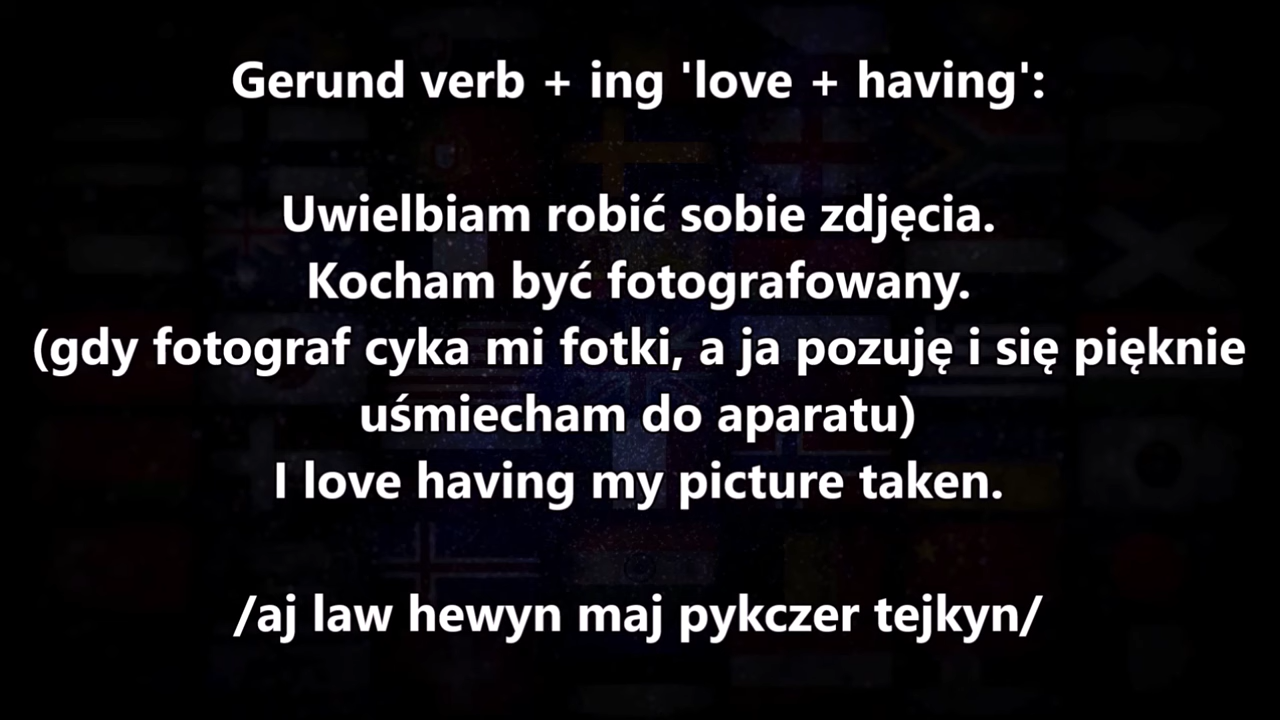 Gerund verb + ing 'love + having':
Uwielbiam robić sobie zdjęcia.
Kocham być fotografowany.
(gdy fotograf cyka mi fotki, a ja pozuję i się pięknie
uśmiecham do aparatu)
I love having my picture taken.
/aj law hewyn maj pykczer tejkyn/